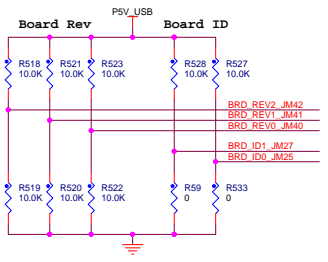 P5V_USB
Board Rev Board ID
R518 R521 R523 R528 R527
10.0K 10.0K 10.0K 10.0K 10.0K
BRD_REV2_JM42
BRD_REV1_JM41
BRD_REV0_JM40
BRD_ID1_JM27
BRD_ID0_JM25
R519 R520 R522 R59 R533
10.0K 10.0K 10.0K 0 0